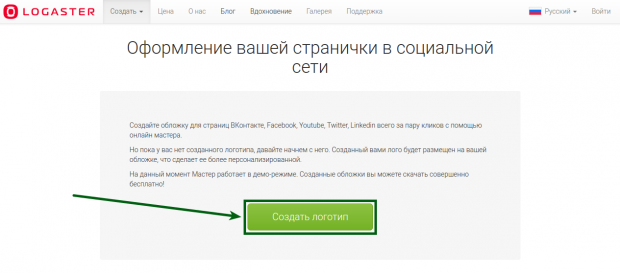 LOGASTER Создать Цена О нас Блог Вдохновение Галерея Поддержка Русский Войти
Оформление вашей странички в социальной
сети
Создайте обложку для страниц ВКонтакте, Facebook, Youtube, Twitter, Linkedin всего за пару кликов с помощью
онлайн мастера.
Но пока у вас нет созданного логотипа, давайте начнем с него. Созданный вами лого будет размещен на вашей
обложке, что сделает ее более персонализированной.
На данный момент Мастер работает в демо-режиме. Созданные обложки вы можете скачать совершенно
бесплатно!
Создать логотип